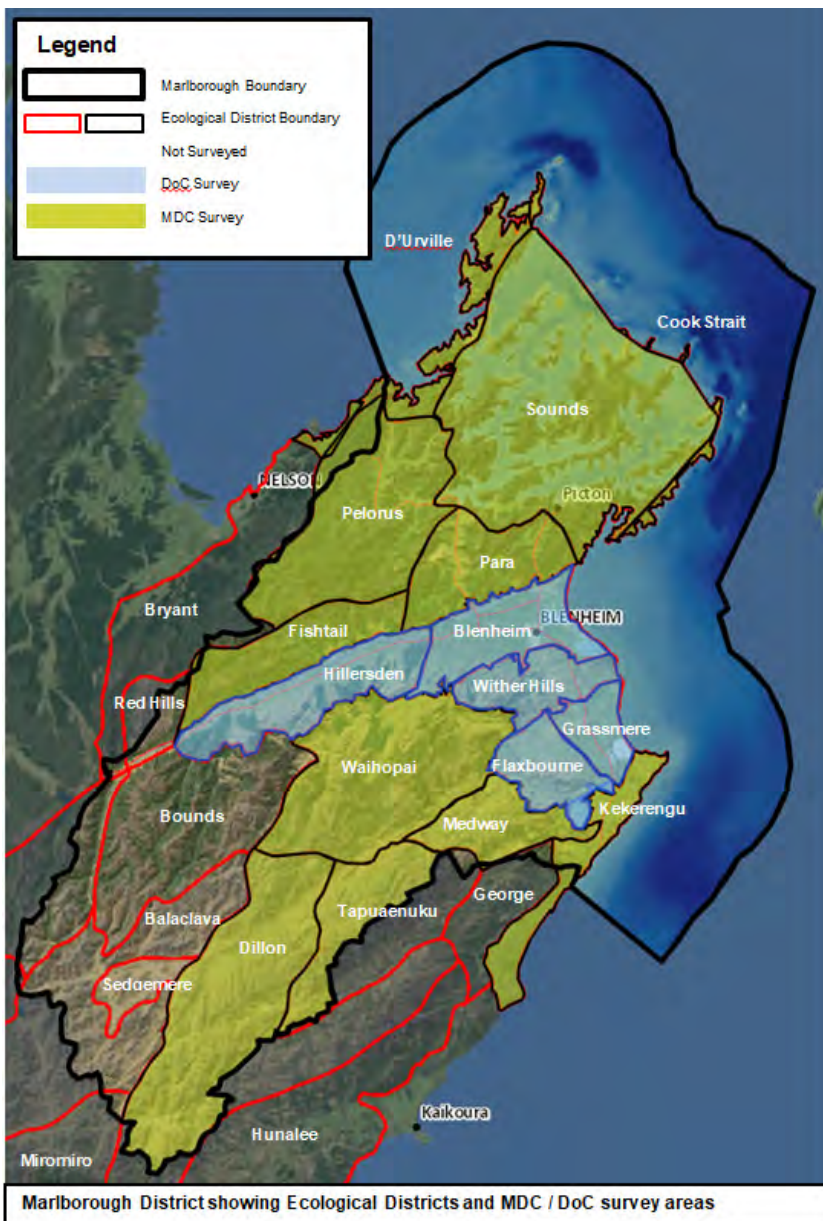 Legend
Marlborough Boundary
Ecological District Boundary
Not Surveyed
DoC Survey
MDC Survey
D'Urville
Cook Strait
Sounds
NELSON
Picton
Pelorus
Para
Bryant
BLENHEIM
Fishtail
Blenheim
Hillersden
Wither Hills
Red Hills
Grassmere
Waihopai
Flaxbourne
Bounds
Kekerengu
Medway
George
Balaclava
Tapuaenuku
Dillon
Sedgemere
Kaikoura
Hunalee
Miromiro
Marlborough District showing Ecological Districts and MDC / DoC survey areas